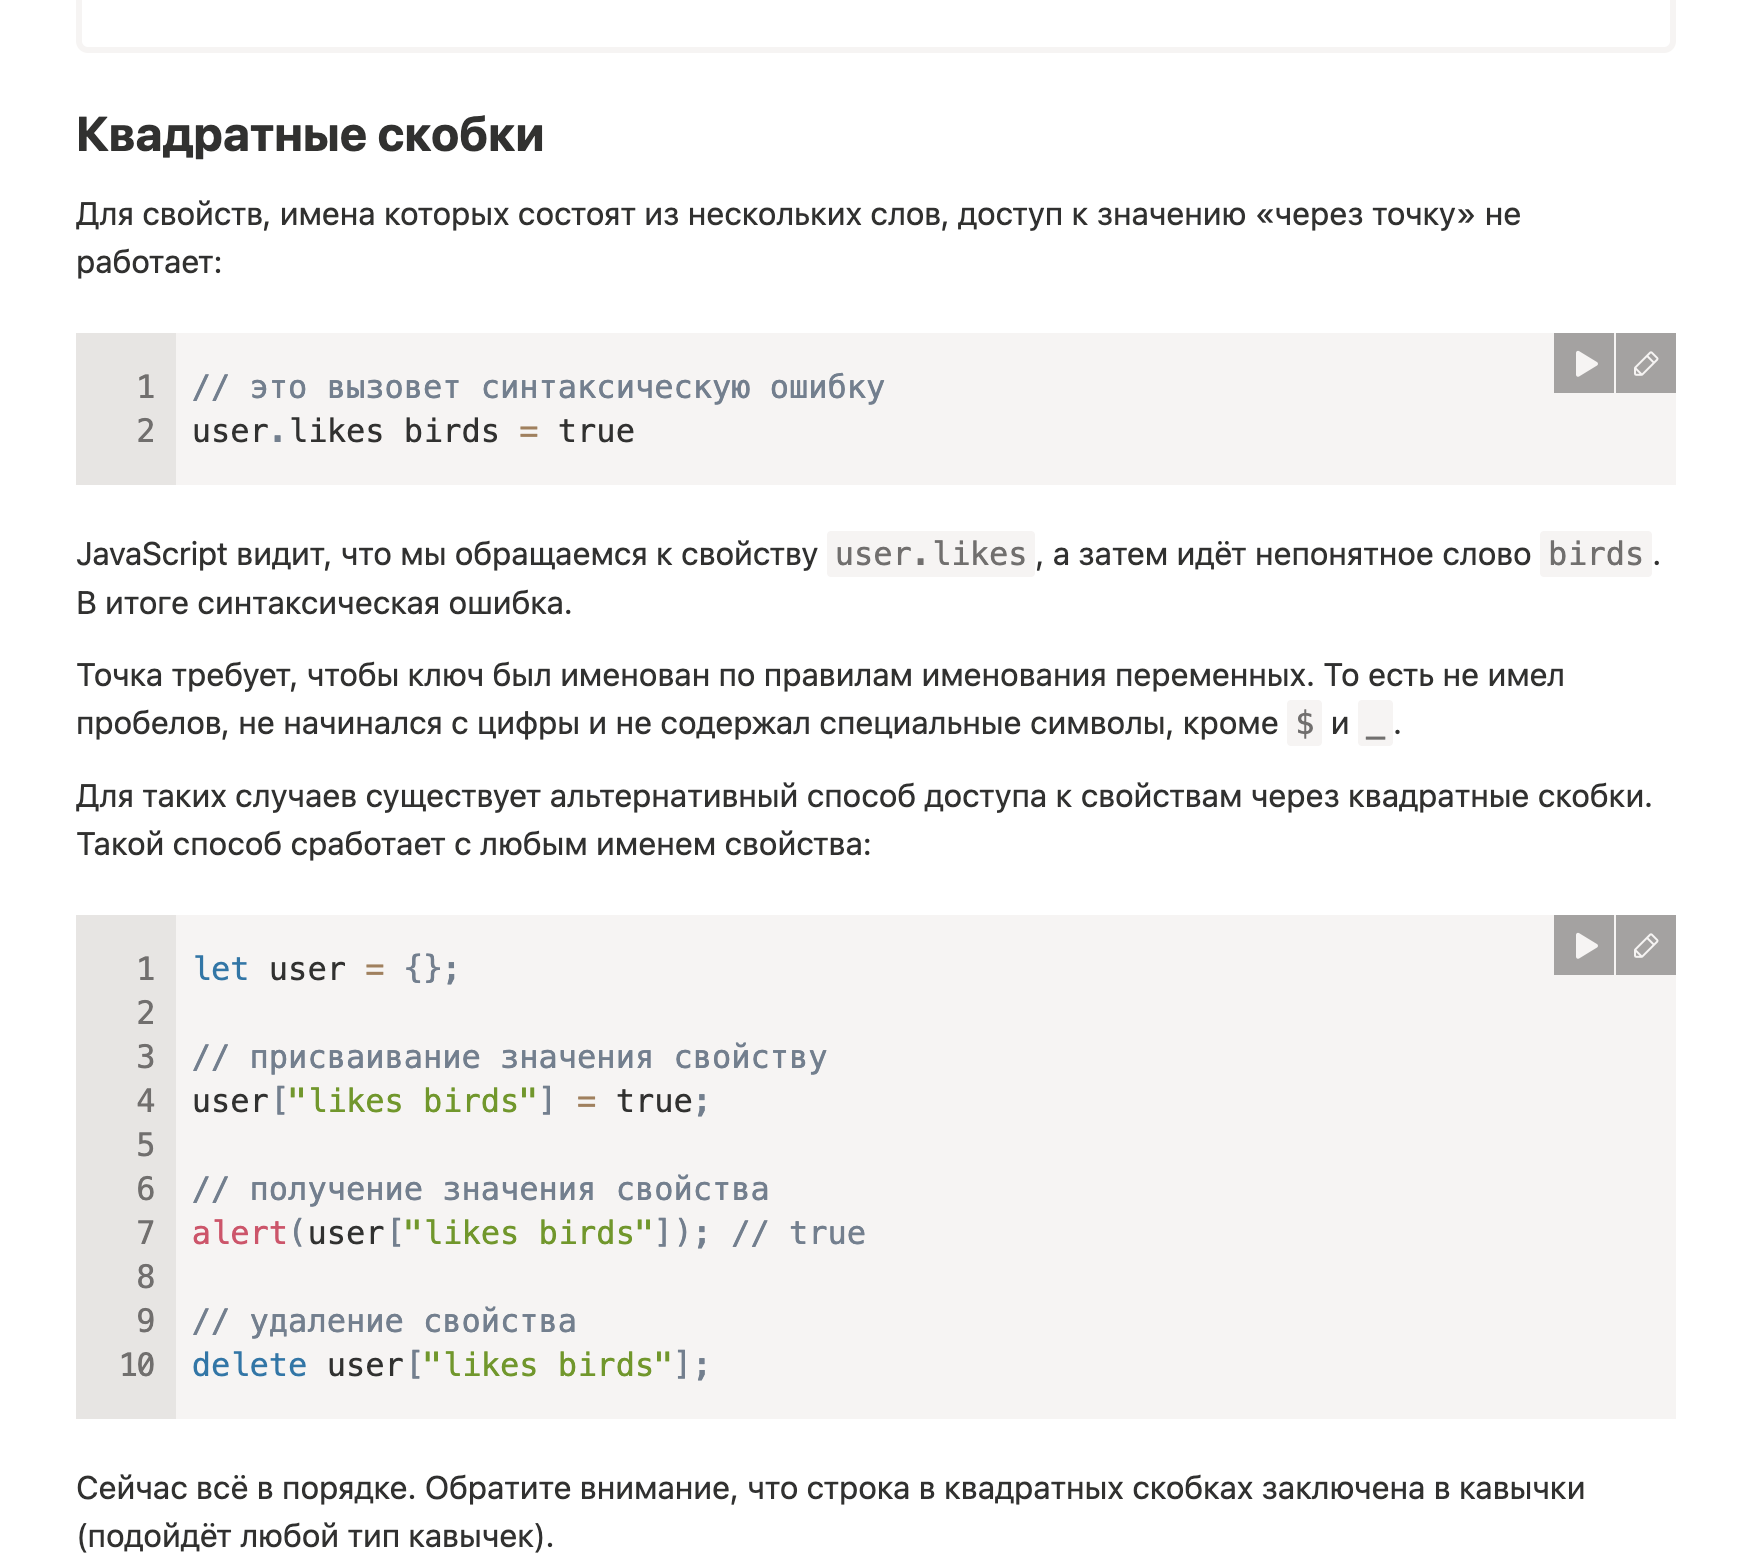 Квадратные скобки
Для свойств, имена которых состоят из нескольких слов, доступ к значению «через точку» не
работает:
1 // это вызовет синтаксическую ошибку
2 user.likes birds = true
JavaScript видит, что мы обращаемся к свойству user.likes, а затем идёт непонятное слово birds.
В итоге синтаксическая ошибка.
Точка требует, чтобы ключ был именован по правилам именования переменных. То есть не имел
пробелов, не начинался с цифры и не содержал специальные символы, кроме $ и _.
Для таких случаев существует альтернативный способ доступа к свойствам через квадратные скобки.
Такой способ сработает с любым именем свойства:
1 let user = {};
2
3 // присваивание значения свойству
4 user["likes birds"] = true;
5
6 // получение значения свойства
7 alert(user["likes birds"]); // true
8
9 // удаление свойства
10 delete user["likes birds"];
Сейчас всё в порядке. Обратите внимание, что строка в квадратных скобках заключена в кавычки
(подойдёт любой тип кавычек).